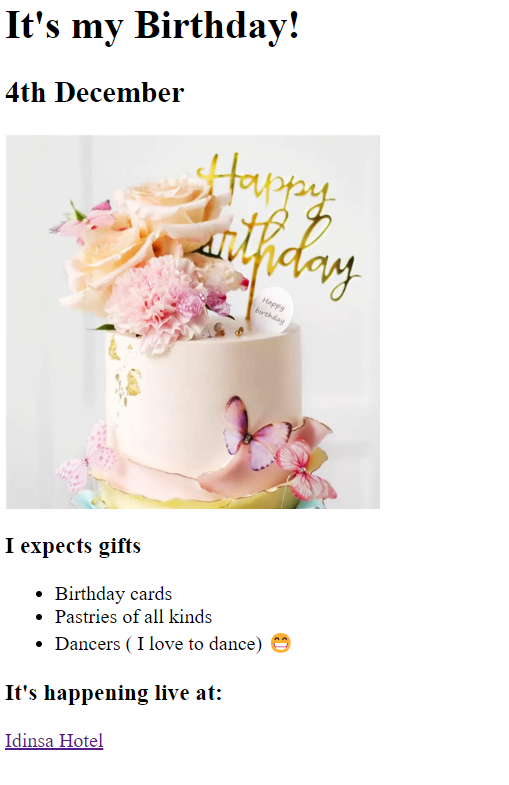 It's my Birthday!
4th December
Happy
Birthday
Happy
birthday
I expects gifts
Birthday cards
Pastries of all kinds
Dancers ( I love to dance) 😁
It's happening live at:
Idinsa Hotel